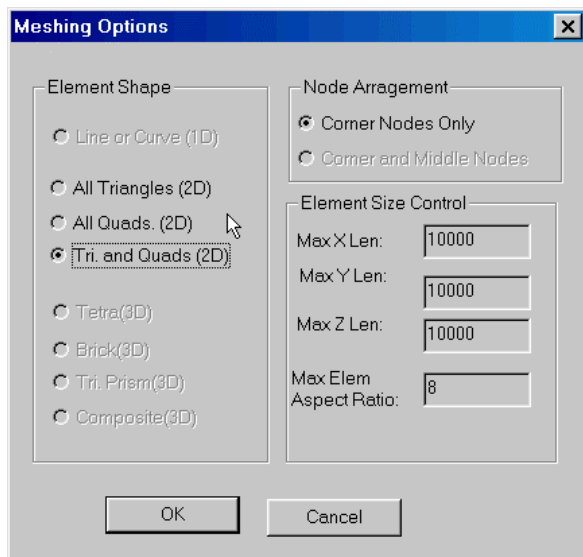 Meshing Options
Element Shape
Line or Curve (1D)
All Triangles (2D)
All Quads. (2D)
Tri. and Quads (2D)
Tetra(3D)
Brick(3D)
Tri. Prism(3D)
Composite(3D)
Node Arragement
Corner Nodes Only
Corner and Middle Nodes
Element Size Control
Max X Len: 10000
Max Y Len: 10000
Max Z Len: 10000
Max Elem
Aspect Ratio: 8
OK Cancel